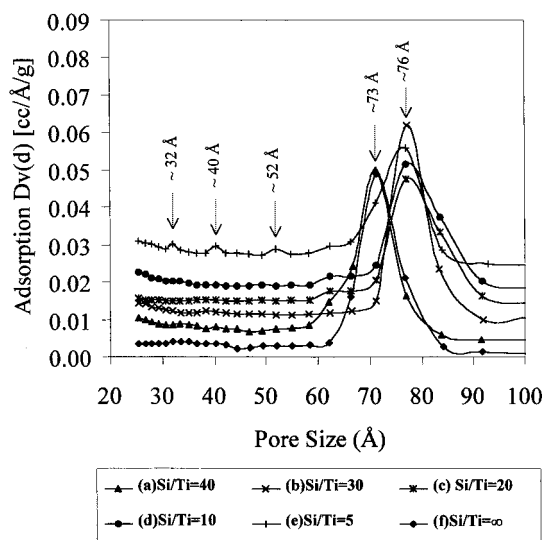 Adsorption Dv(d) [cc/Å/g]
0.09
0.08
0.07
0.06
0.05
0.04
0.03
0.02
0.01
0.00
~ 32 Å
~ 40 Å
~ 52 Å
~73 Å
~76 Å
20 30 40 50 60 70 80 90 100
Pore Size (Å)
(a)Si/Ti=40 (b)Si/Ti=30 (c) Si/Ti=20
(d)Si/Ti=10 (e)Si/Ti=5 (f)Si/Ti=∞